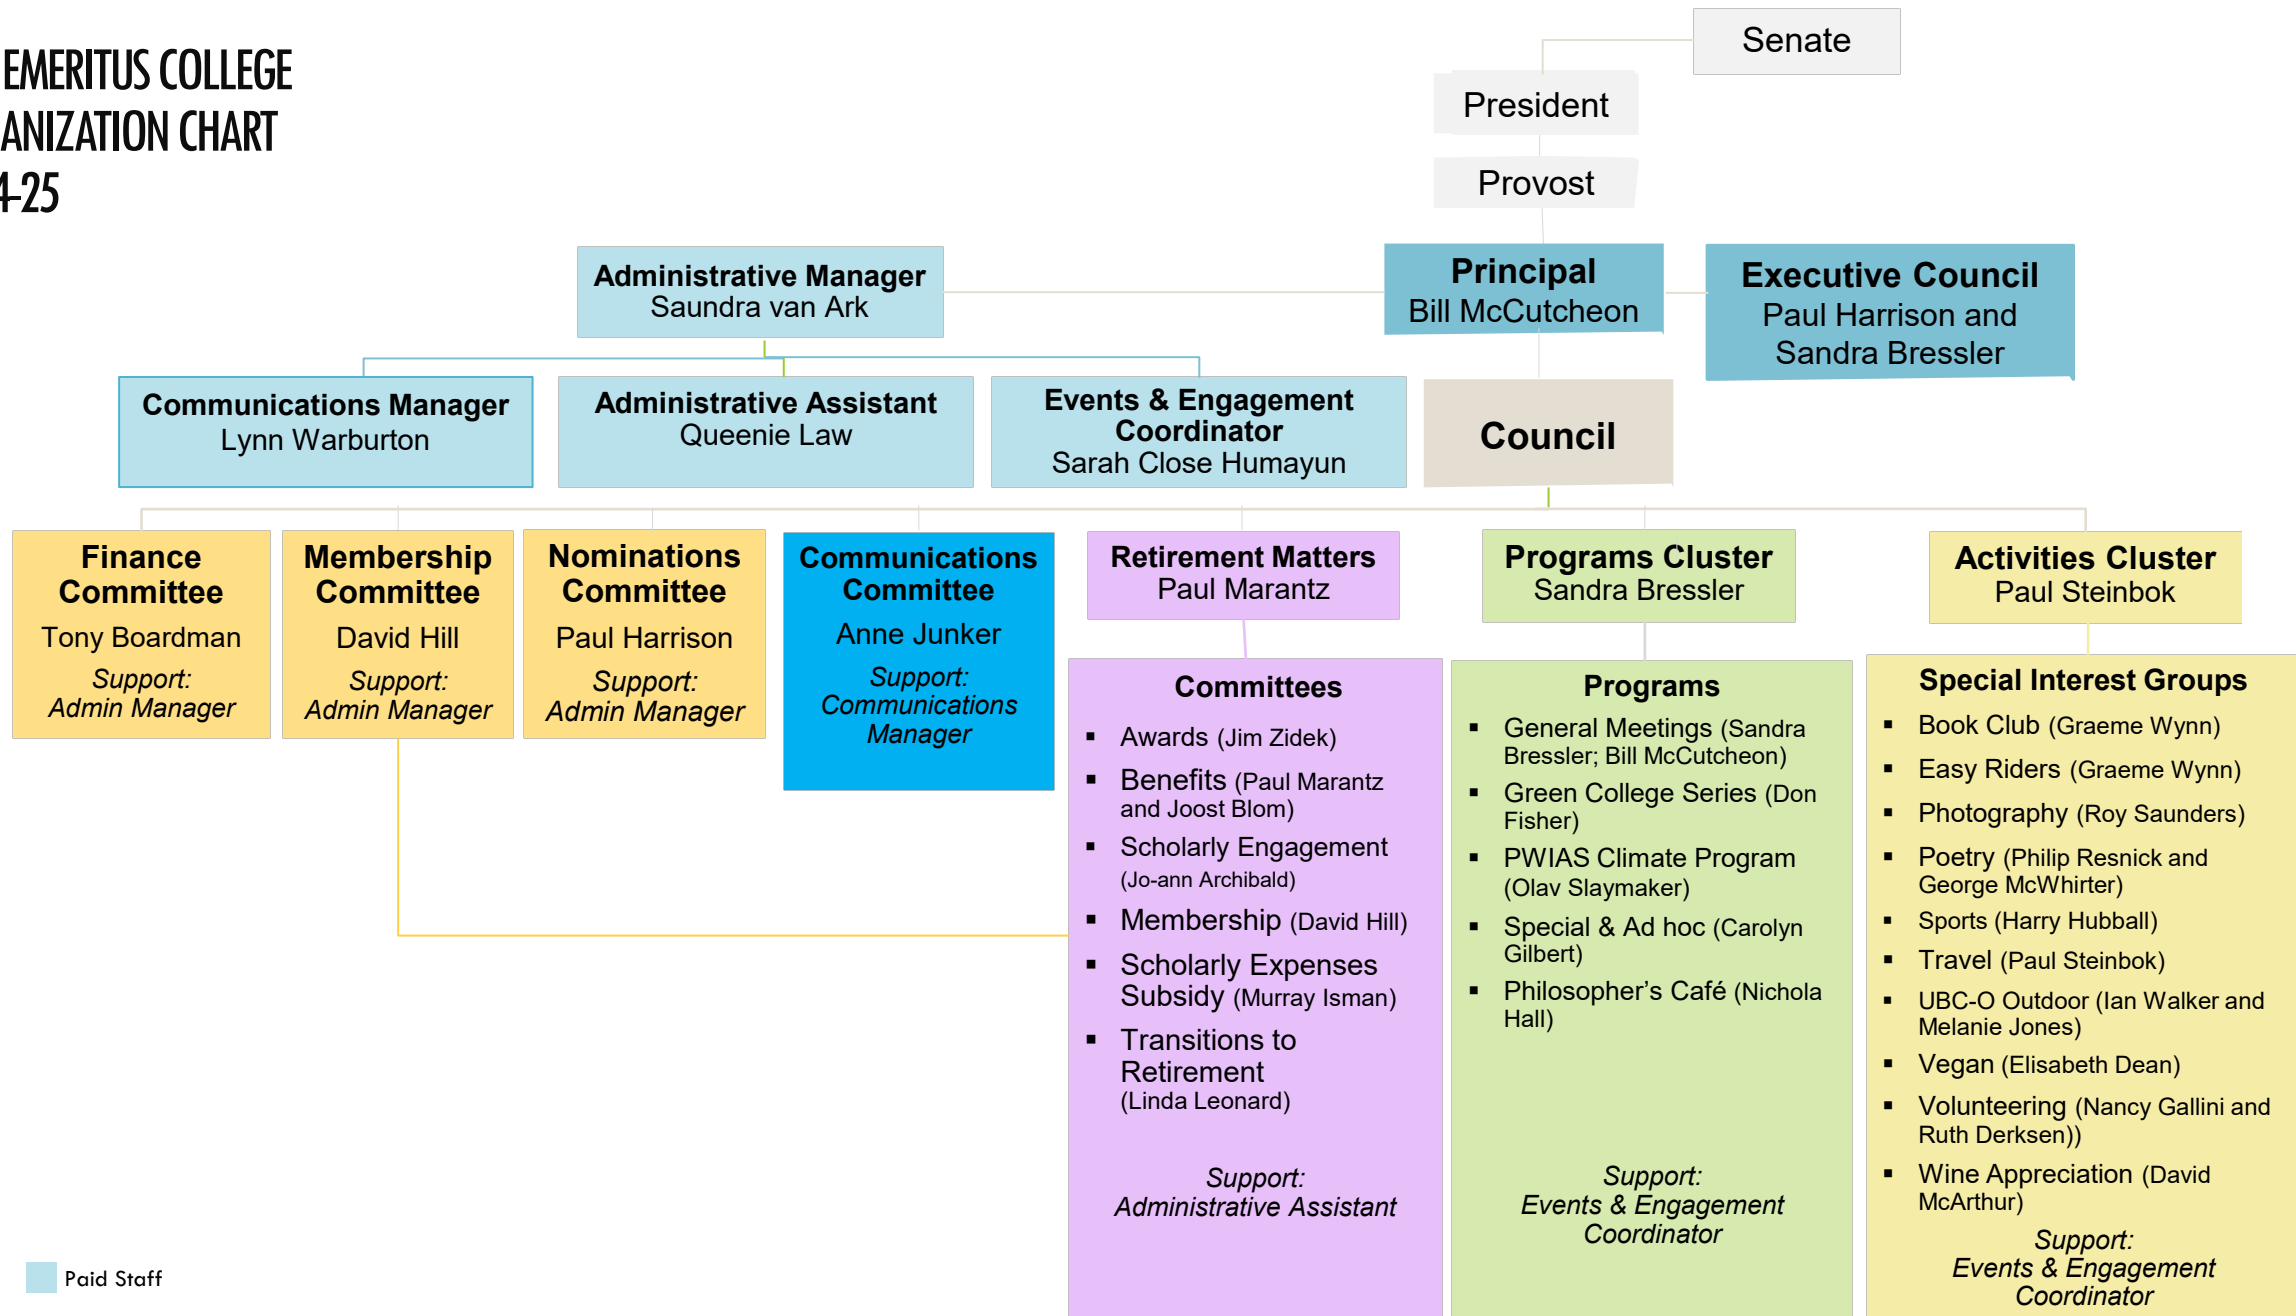 EMERITUS COLLEGE
ANIZATION CHART
4-25
Senate
President
Provost
Administrative Manager
Saundra van Ark
Principal
Bill McCutcheon
Executive Council
Paul Harrison and
Sandra Bressler
Communications Manager
Lynn Warburton
Administrative Assistant
Queenie Law
Events & Engagement
Coordinator
Sarah Close Humayun
Council
Finance
Committee
Tony Boardman
Support:
Admin Manager
Membership
Committee
David Hill
Support:
Admin Manager
Nominations
Committee
Paul Harrison
Support:
Admin Manager
Communications
Committee
Anne Junker
Support:
Communications
Manager
Retirement Matters
Paul Marantz
Committees
▪ Awards (Jim Zidek)
▪ Benefits (Paul Marantz
and Joost Blom)
▪ Scholarly Engagement
(Jo-ann Archibald)
▪ Membership (David Hill)
▪ Scholarly Expenses
Subsidy (Murray Isman)
▪ Transitions to
Retirement
(Linda Leonard)
Support:
Administrative Assistant
Programs Cluster
Sandra Bressler
Programs
▪ General Meetings (Sandra
Bressler; Bill McCutcheon)
▪ Green College Series (Don
Fisher)
▪ PWIAS Climate Program
(Olav Slaymaker)
▪ Special & Ad hoc (Carolyn
Gilbert)
▪ Philosopher’s Café (Nichola
Hall)
Support:
Events & Engagement
Coordinator
Activities Cluster
Paul Steinbok
Special Interest Groups
▪ Book Club (Graeme Wynn)
▪ Easy Riders (Graeme Wynn)
▪ Photography (Roy Saunders)
▪ Poetry (Philip Resnick and
George McWhirter)
▪ Sports (Harry Hubball)
▪ Travel (Paul Steinbok)
▪ UBC-O Outdoor (Ian Walker and
Melanie Jones)
▪ Vegan (Elisabeth Dean)
▪ Volunteering (Nancy Gallini and
Ruth Derksen))
▪ Wine Appreciation (David
McArthur)
Support:
Events & Engagement
Coordinator
Paid Staff